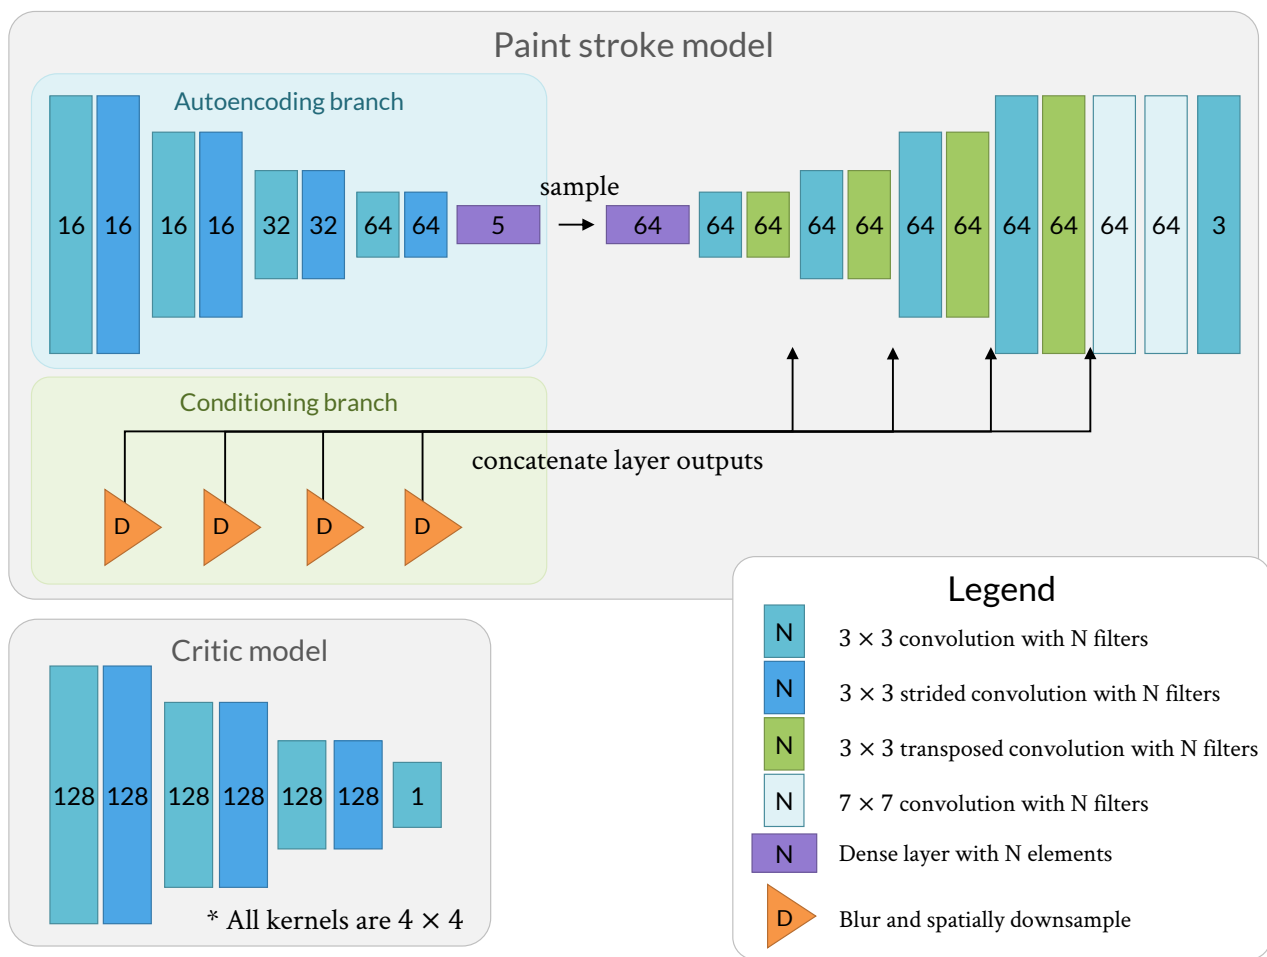 Paint stroke model
Autoencoding branch
16 16 16 16 32 32 64 64 5
sample
64 64 64 64 64 64 64 64 64 64 64 3
Conditioning branch
concatenate layer outputs
D D D D
Critic model
128 128 128 128 128 128 1
* All kernels are 4 × 4
Legend
N 3 × 3 convolution with N filters
N 3 × 3 strided convolution with N filters
N 3 × 3 transposed convolution with N filters
N 7 × 7 convolution with N filters
N Dense layer with N elements
D Blur and spatially downsample